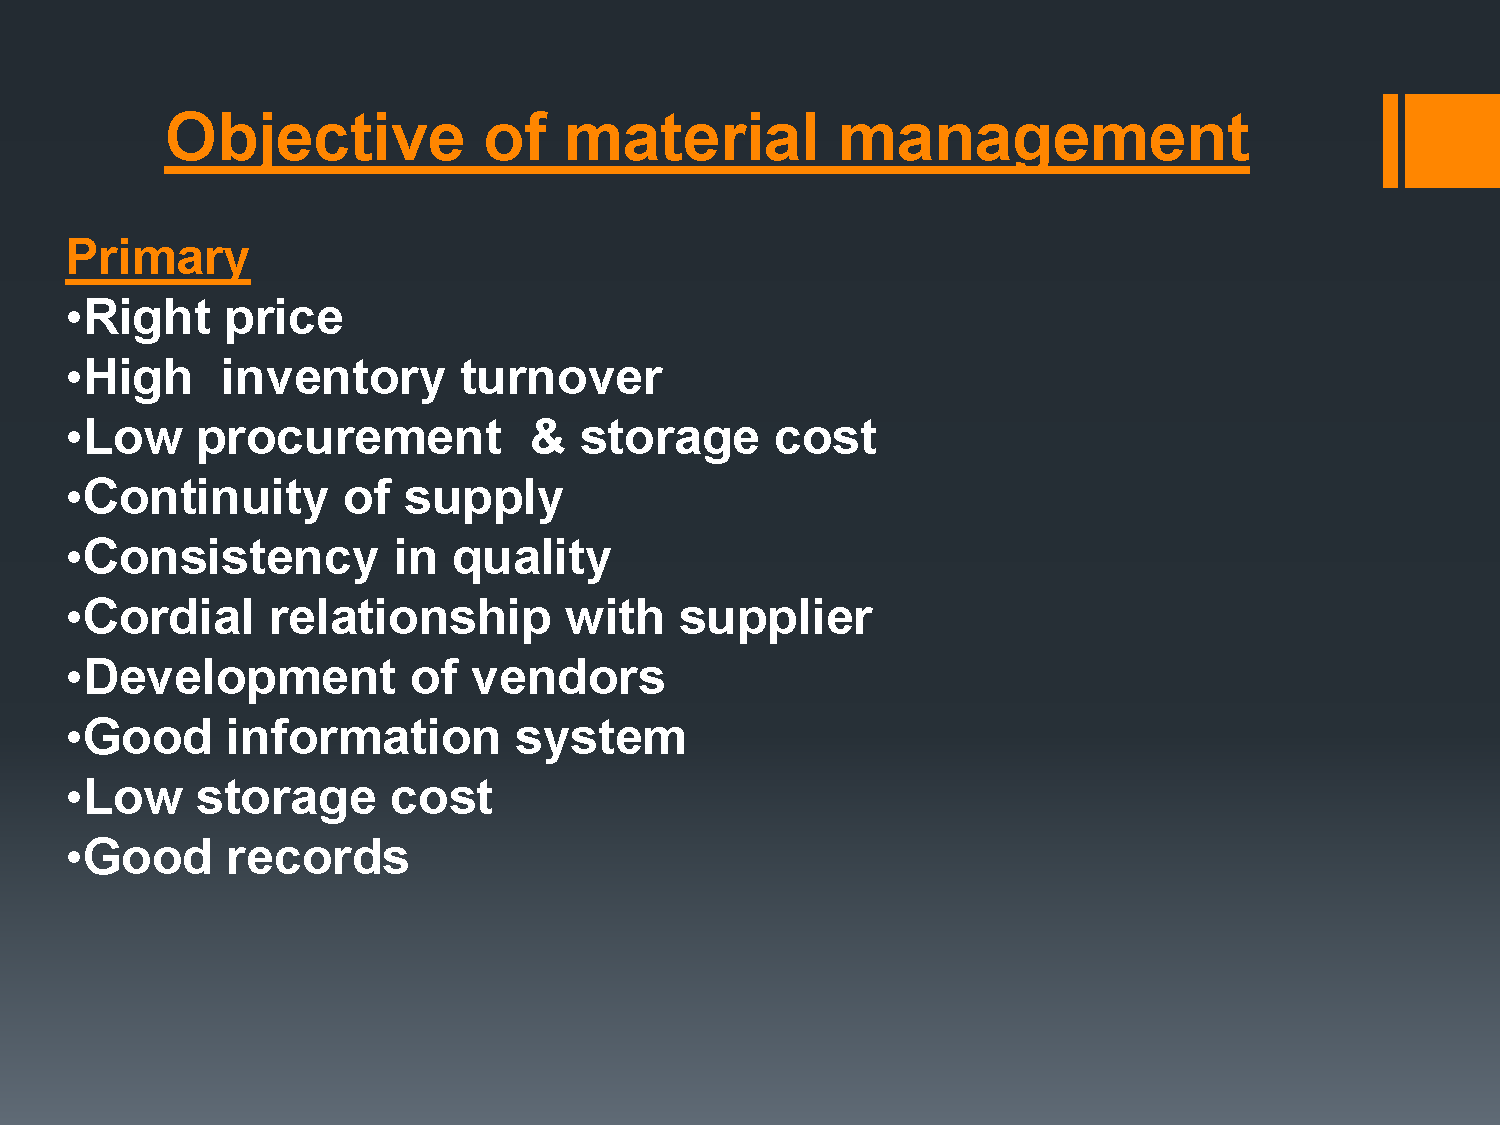 Objective of material management
Primary
•Right price
•High inventory turnover
•Low procurement & storage cost
•Continuity of supply
•Consistency in quality
•Cordial relationship with supplier
•Development of vendors
•Good information system
•Low storage cost
•Good records